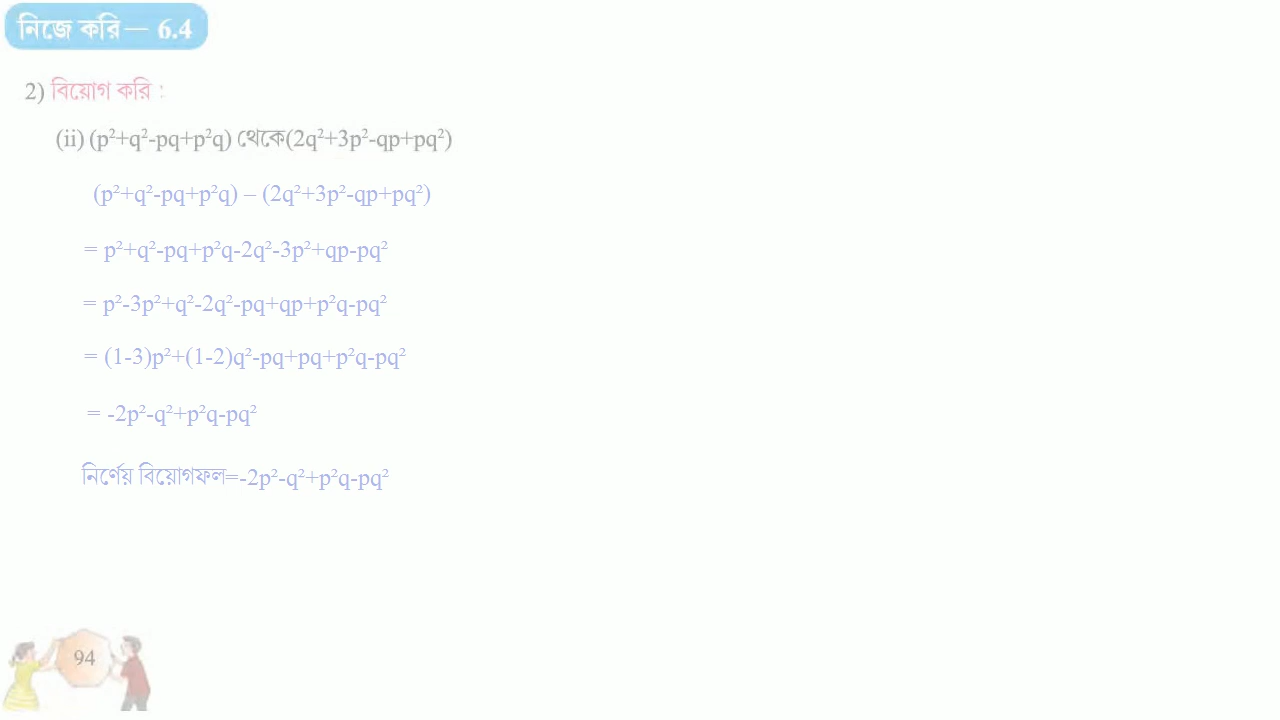 নিজে করি— 6.4
2) বিয়োগ করি :
(ii) (p²+q²-pq+p²q) থেকে(2q²+3p²-qp+pq²)
(p²+q²-pq+p²q) – (2q²+3p²-qp+pq²)
= p²+q²-pq+p²q-2q²-3p²+qp-pq²
= p²-3p²+q²-2q²-pq+qp+p²q-pq²
= (1-3)p²+(1-2)q²-pq+pq+p²q-pq²
= -2p²-q²+p²q-pq²
নির্ণেয় বিয়োগফল=-2p²-q²+p²q-pq²
94